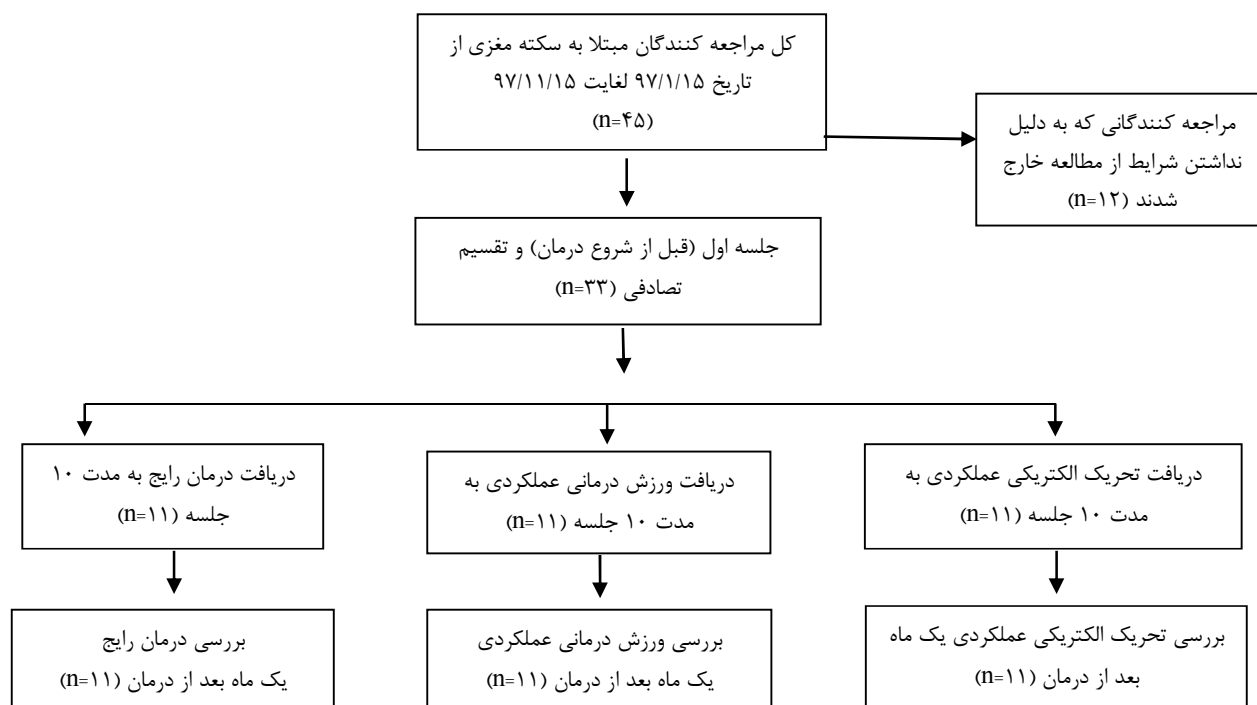 کل مراجعه کنندگان مبتلا به سکته مغزی از
تاریخ ۹۷/۱/۱۵ لغایت ۹۷/۱۱/۱۵
(n=۴۵)
مراجعه کنندگانی که به دلیل
نداشتن شرایط از مطالعه خارج
شدند (n=۱۲)
جلسه اول (قبل از شروع درمان) و تقسیم
تصادفی (n=۳۳)
دریافت تحریک الکتریکی عملکردی به
مدت ۱۰ جلسه (n=۱۱)
دریافت ورزش درمانی عملکردی به
مدت ۱۰ جلسه (n=۱۱)
دریافت درمان رایج به مدت ۱۰
جلسه (n=۱۱)
بررسی تحریک الکتریکی عملکردی یک ماه
بعد از درمان (n=۱۱)
بررسی ورزش درمانی عملکردی
یک ماه بعد از درمان (n=۱۱)
بررسی درمان رایج
یک ماه بعد از درمان (n=۱۱)